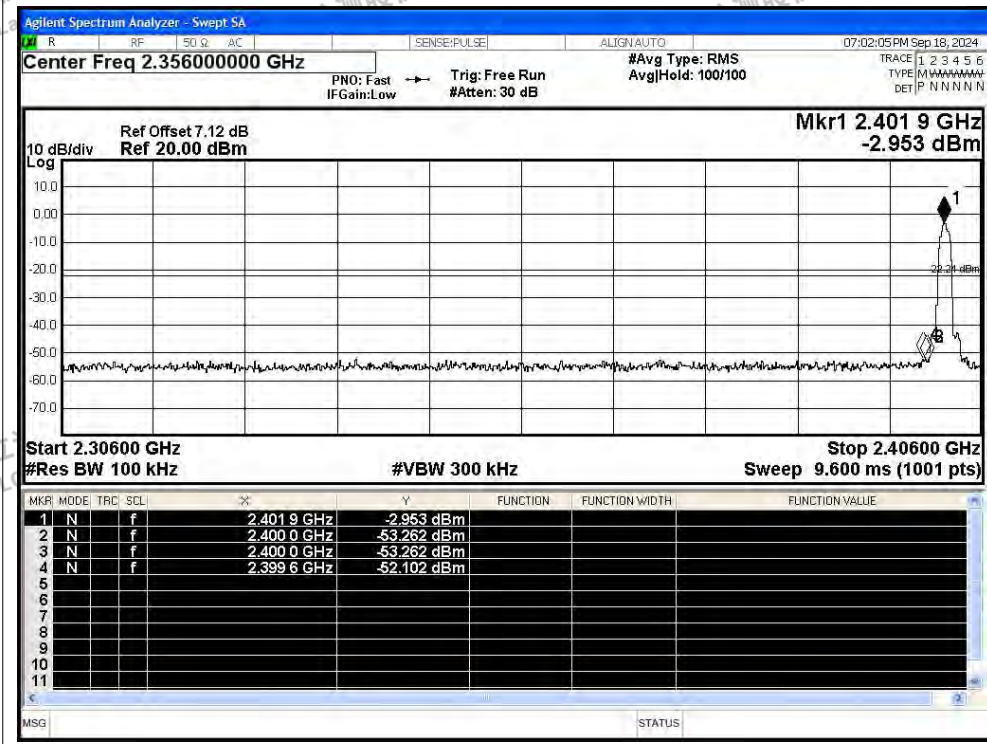 Agilent Spectrum Analyzer - Swept SA
R RF 50 Ω AC SENSE:PULSE ALIGN AUTO 07:02:05 PM Sep 18, 2024
Center Freq 2.356000000 GHz #Avg Type: RMS TRACE 1 2 3 4 5 6
PNO: Fast Trig: Free Run Avg|Hold: 100/100 TYPE M
IFGain:Low #Atten: 30 dB DET P N N N N N
Mkr1 2.401 9 GHz
Ref Offset 7.12 dB
10 dB/div Ref 20.00 dBm -2.953 dBm
Log
10.0
0.00
1
-10.0
-20.0
-22.24 dBm
-30.0
-40.0
-50.0
-60.0
-70.0
Start 2.30600 GHz Stop 2.40600 GHz
#Res BW 100 kHz #VBW 300 kHz Sweep 9.600 ms (1001 pts)
MKR MODE TRC SCL X Y FUNCTION FUNCTION WIDTH FUNCTION VALUE
1 N f 2.401 9 GHz -2.953 dBm
2 N f 2.400 0 GHz -53.262 dBm
3 N f 2.400 0 GHz -53.262 dBm
4 N f 2.399 6 GHz -52.102 dBm
5
6
7
8
9
10
11
MSG STATUS